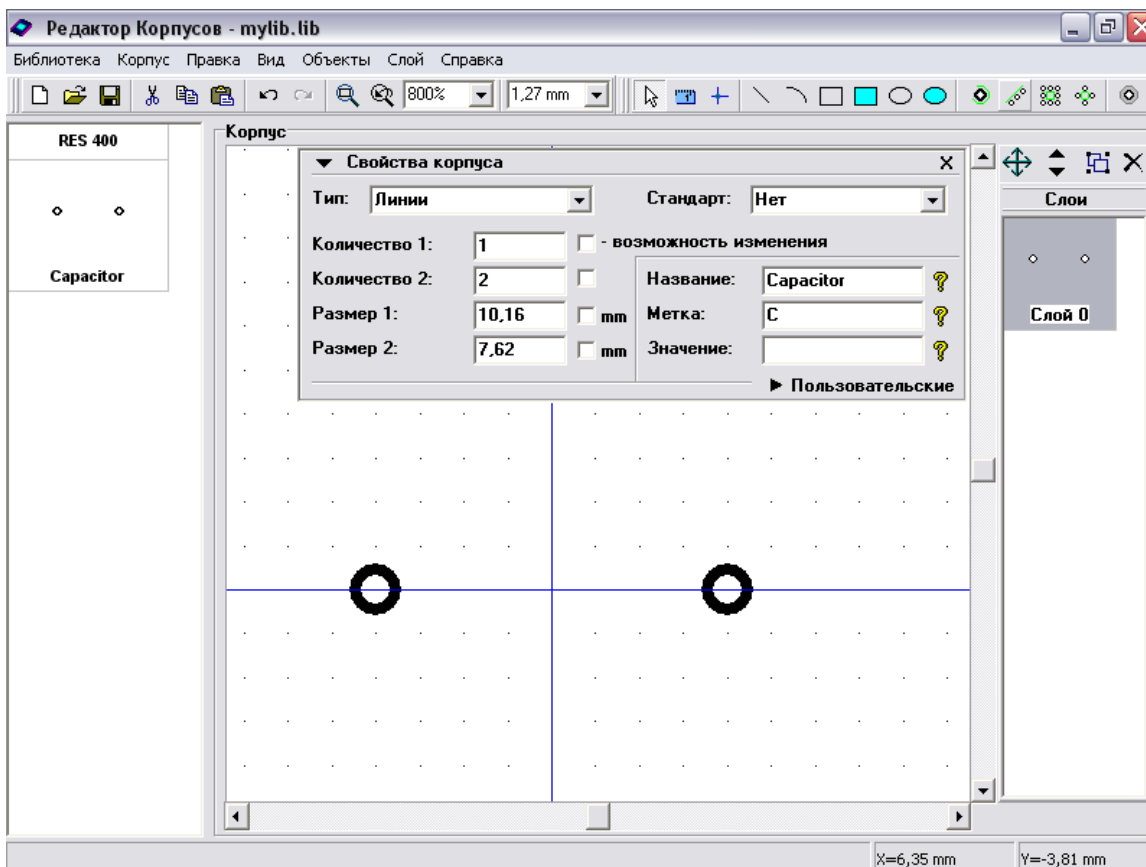 Редактор Корпусов - mylib.lib
Библиотека Корпус Правка Вид Объекты Слой Справка
800% 1,27 mm
RES 400
Capacitor
Корпус
Свойства корпуса
Тип: Линии Стандарт: Нет
Количество 1: 1 - возможность изменения
Количество 2: 2 Название: Capacitor
Размер 1: 10,16 mm Метка: C
Размер 2: 7,62 mm Значение:
Пользовательские
Слои
Слой 0
X=6,35 mm Y=-3,81 mm